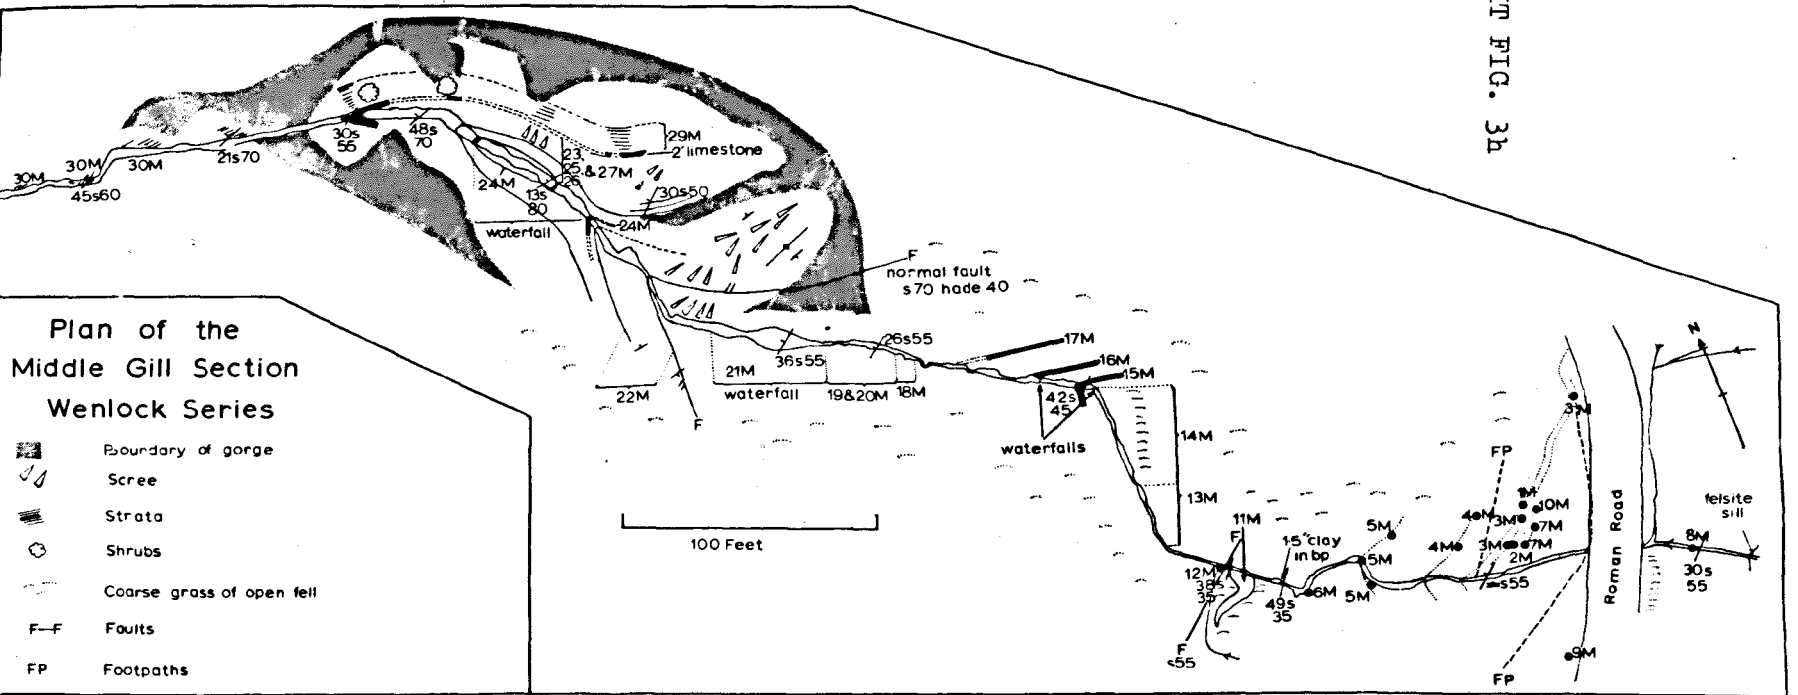 T FIG. 3h
29M
2' limestone
30s
55
48s
70
23,
25,
26
&27M
30M
30M
30M
21s70
45s60
24M
13s
80
30s50
24M
waterfall
F
normal fault
s70 hade 40
26s55
36s55
17M
16M
15M
42s
45
22M
21M
waterfall
19&20M
18M
F
waterfalls
14M
13M
100 Feet
11M
F
1·5" clay
in bp
12M
38s
35
49s
35
6M
5M
5M
5M
F
s55
FP
4M
4M
1M
10M
3M
7M
3M
7M
2M
s55
3M
N
Roman Road
felsite
sill
8M
30s
55
9M
FP
Plan of the
Middle Gill Section
Wenlock Series
Boundary of gorge
Scree
Strata
Shrubs
Coarse grass of open fell
F—F Faults
FP Footpaths